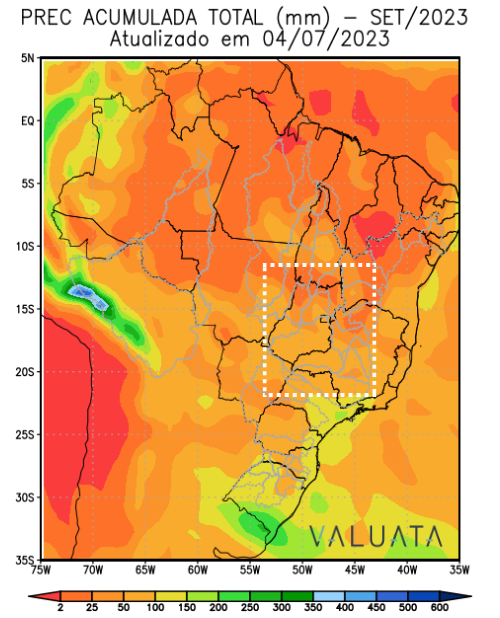 PREC ACUMULADA TOTAL (mm) – SET/2023
Atualizado em 04/07/2023
5N
EQ
5S
10S
15S
20S
25S
30S
35S
75W 70W 65W 60W 55W 50W 45W 40W 35W
VALUATA
2 25 50 100 150 200 300 350 400 450 500 600